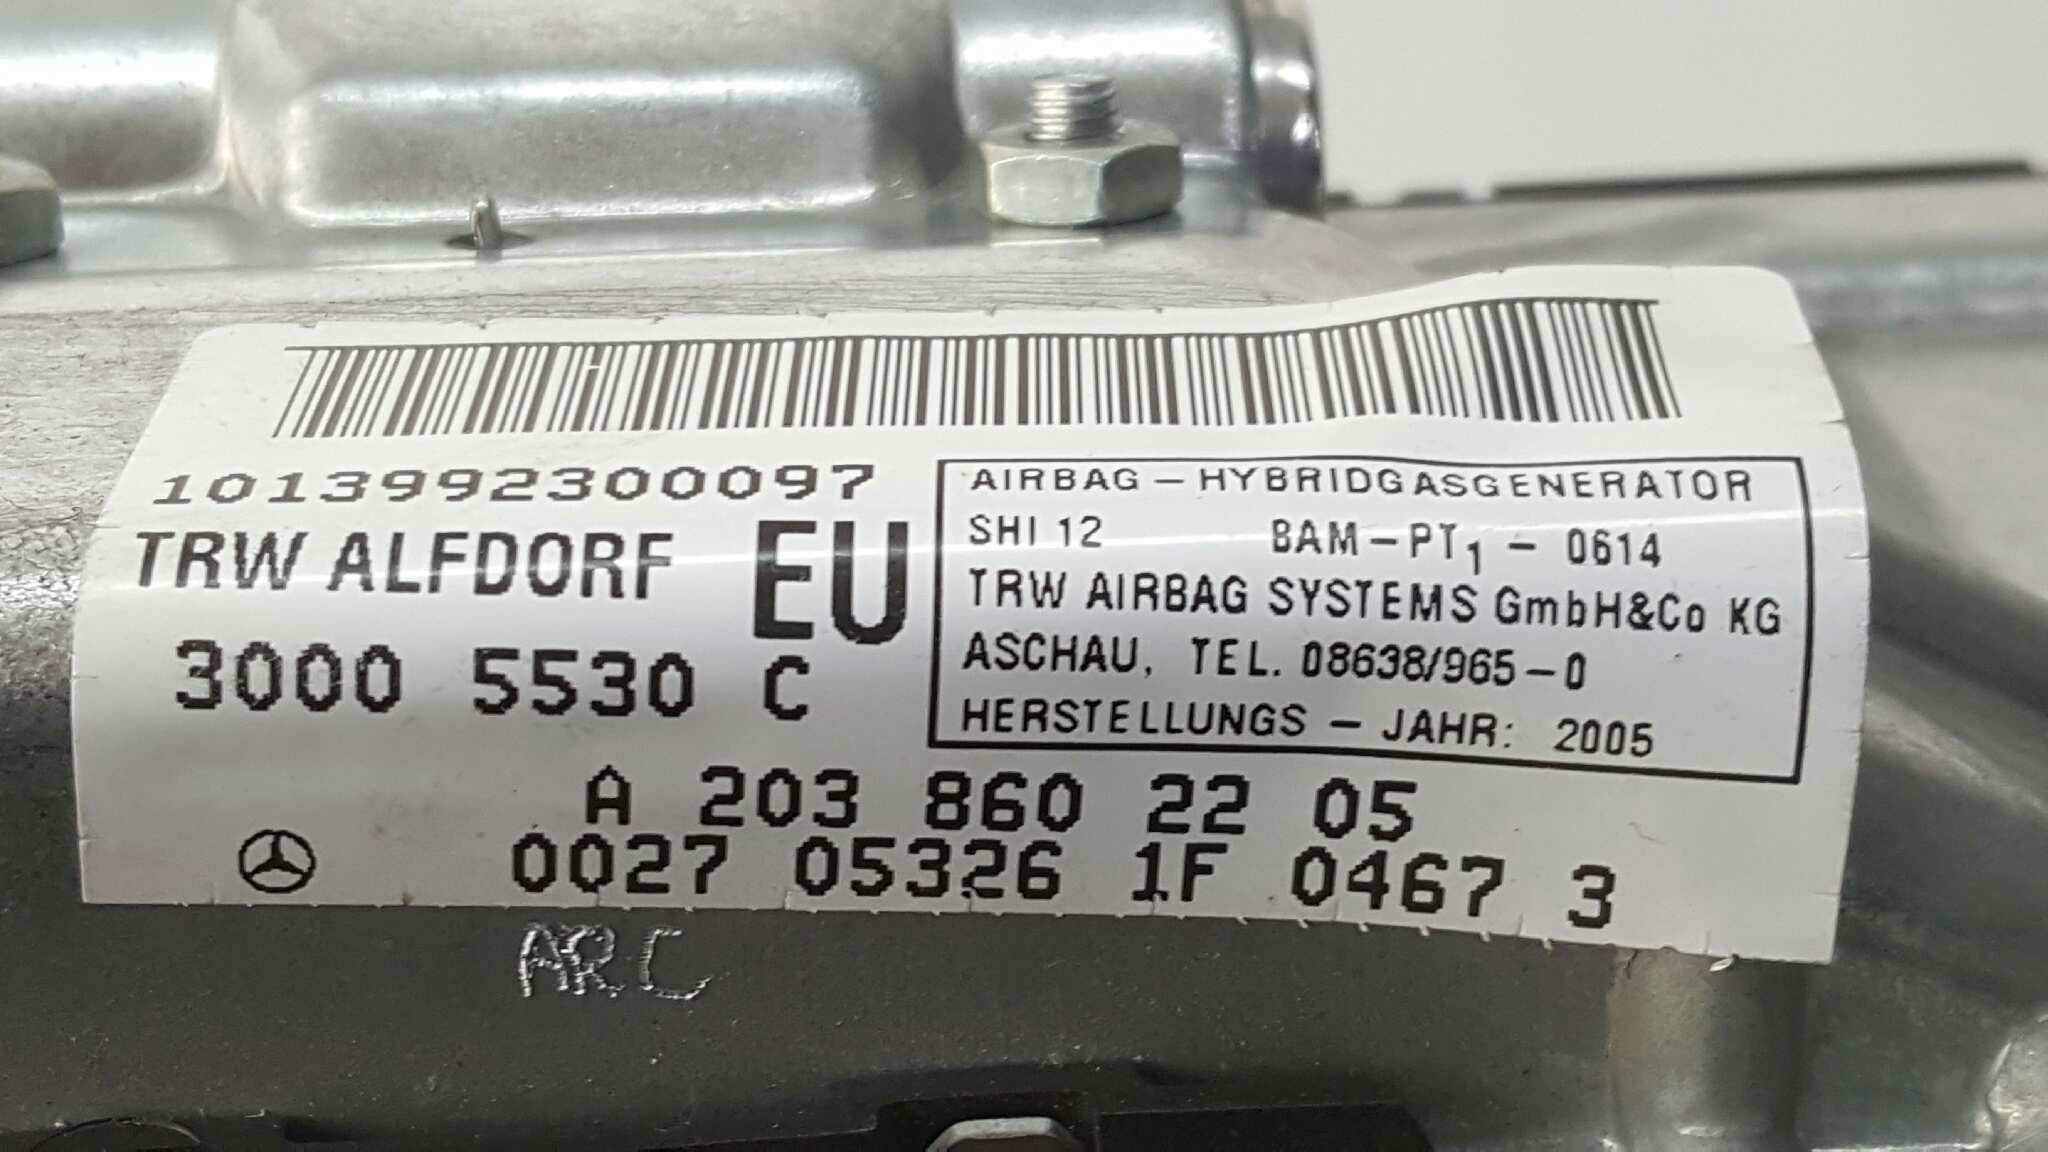 1013992300097
TRW ALFDORF EU
3000 5530 C
AIRBAG - HYBRIDGASGENERATOR
SHI 12 BAM-PT1 - 0614
TRW AIRBAG SYSTEMS GmbH&Co KG
ASCHAU, TEL. 08638/965-0
HERSTELLUNGS - JAHR: 2005
A 203 860 22 05
0027 05326 1F 0467 3
ARC